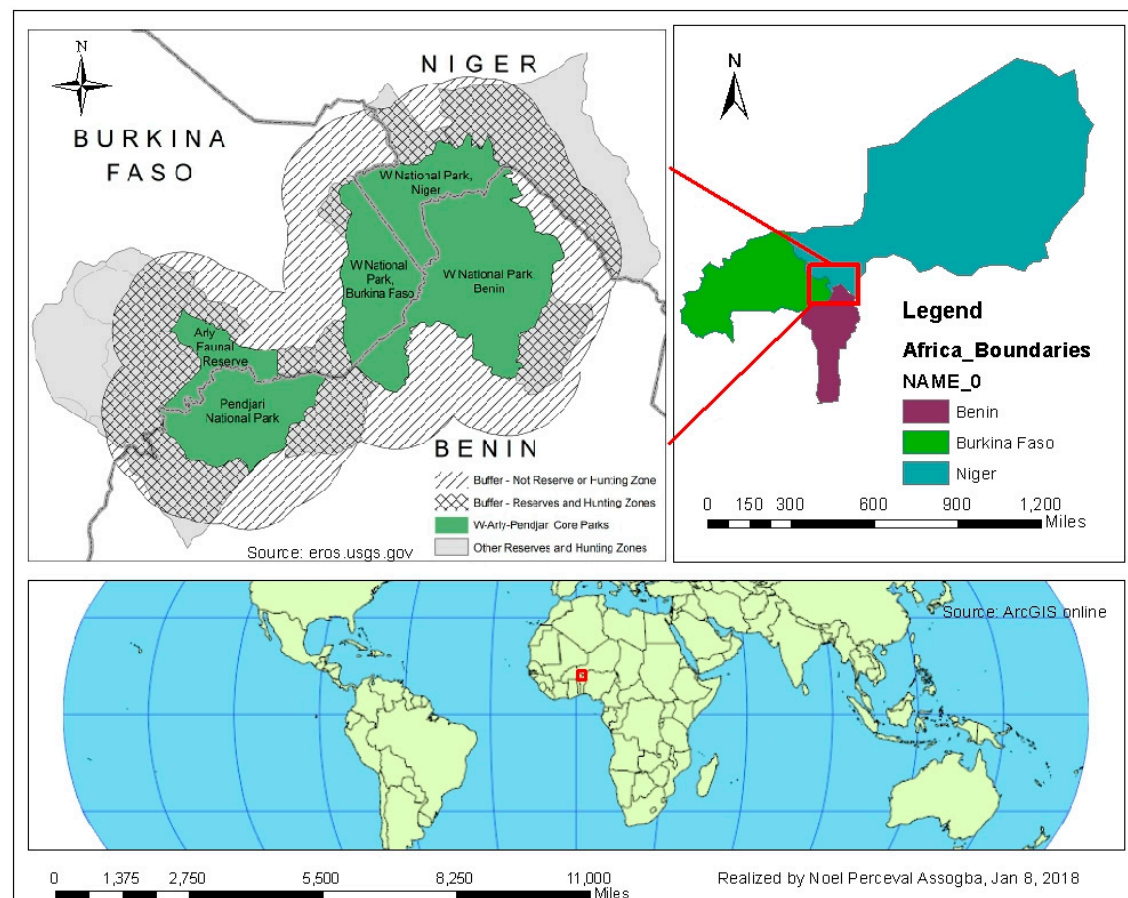 N
NIGER
BURKINA
FASO
W National Park,
Niger
W National
Park,
Burkina Faso
W National Park,
Benin
Arly
Faunal
Reserve
Pendjari
National Park
BENIN
Buffer - Not Reserve or Hunting Zone
Buffer - Reserves and Hunting Zones
W-Arly-Pendjari Core Parks
Other Reserves and Hunting Zones
Source: eros.usgs.gov
N
Legend
Africa_Boundaries
NAME_0
Benin
Burkina Faso
Niger
0 150 300 600 900 1,200
Miles
Source: ArcGIS online
0 1,375 2,750 5,500 8,250 11,000
Miles
Realized by Noel Perceval Assogba, Jan 8, 2018